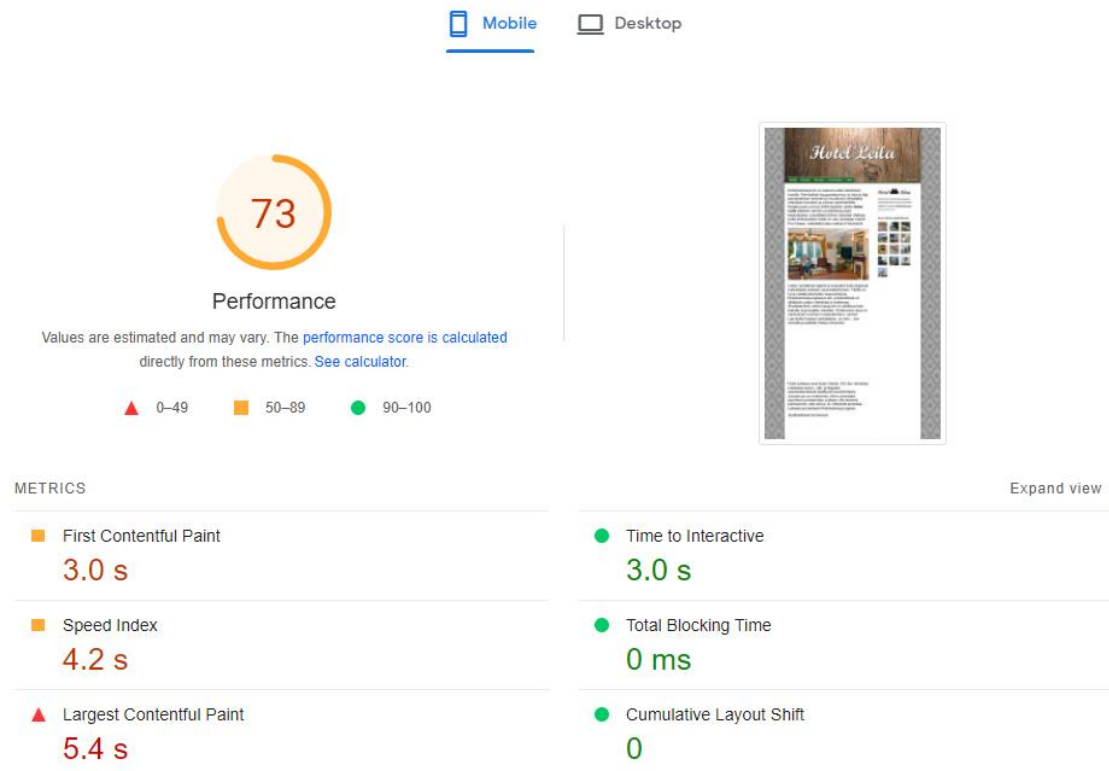 Mobile
Desktop
Hotel Leila
73
Performance
Values are estimated and may vary. The performance score is calculated
directly from these metrics. See calculator.
0–49
50–89
90–100
METRICS
Expand view
First Contentful Paint
3.0 s
Time to Interactive
3.0 s
Speed Index
4.2 s
Total Blocking Time
0 ms
Largest Contentful Paint
5.4 s
Cumulative Layout Shift
0